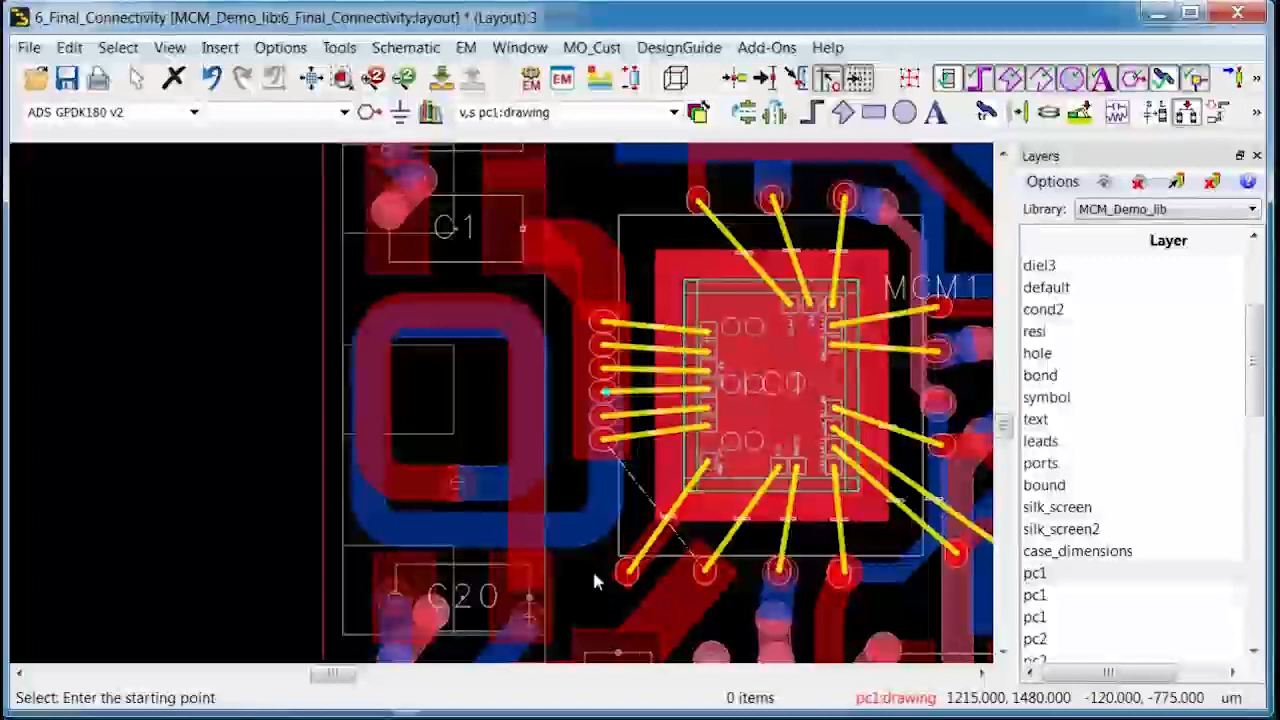 6_Final_Connectivity [MCM_Demo_lib:6_Final_Connectivity:layout] * (Layout):3
File Edit Select View Insert Options Tools Schematic EM Window MO_Cust DesignGuide Add-Ons Help
EM EM
ADS GPDK180 v2
v,s pc1:drawing
Layers
Options
Library: MCM_Demo_lib
Layer
diel3
default
cond2
resi
hole
bond
symbol
text
leads
ports
bound
silk_screen
silk_screen2
case_dimensions
pc1
pc1
pc1
pc2
pc2
C1
MCM1
C20
Select: Enter the starting point
0 items
pc1:drawing
1215.000, 1480.000
-120.000, -775.000
um